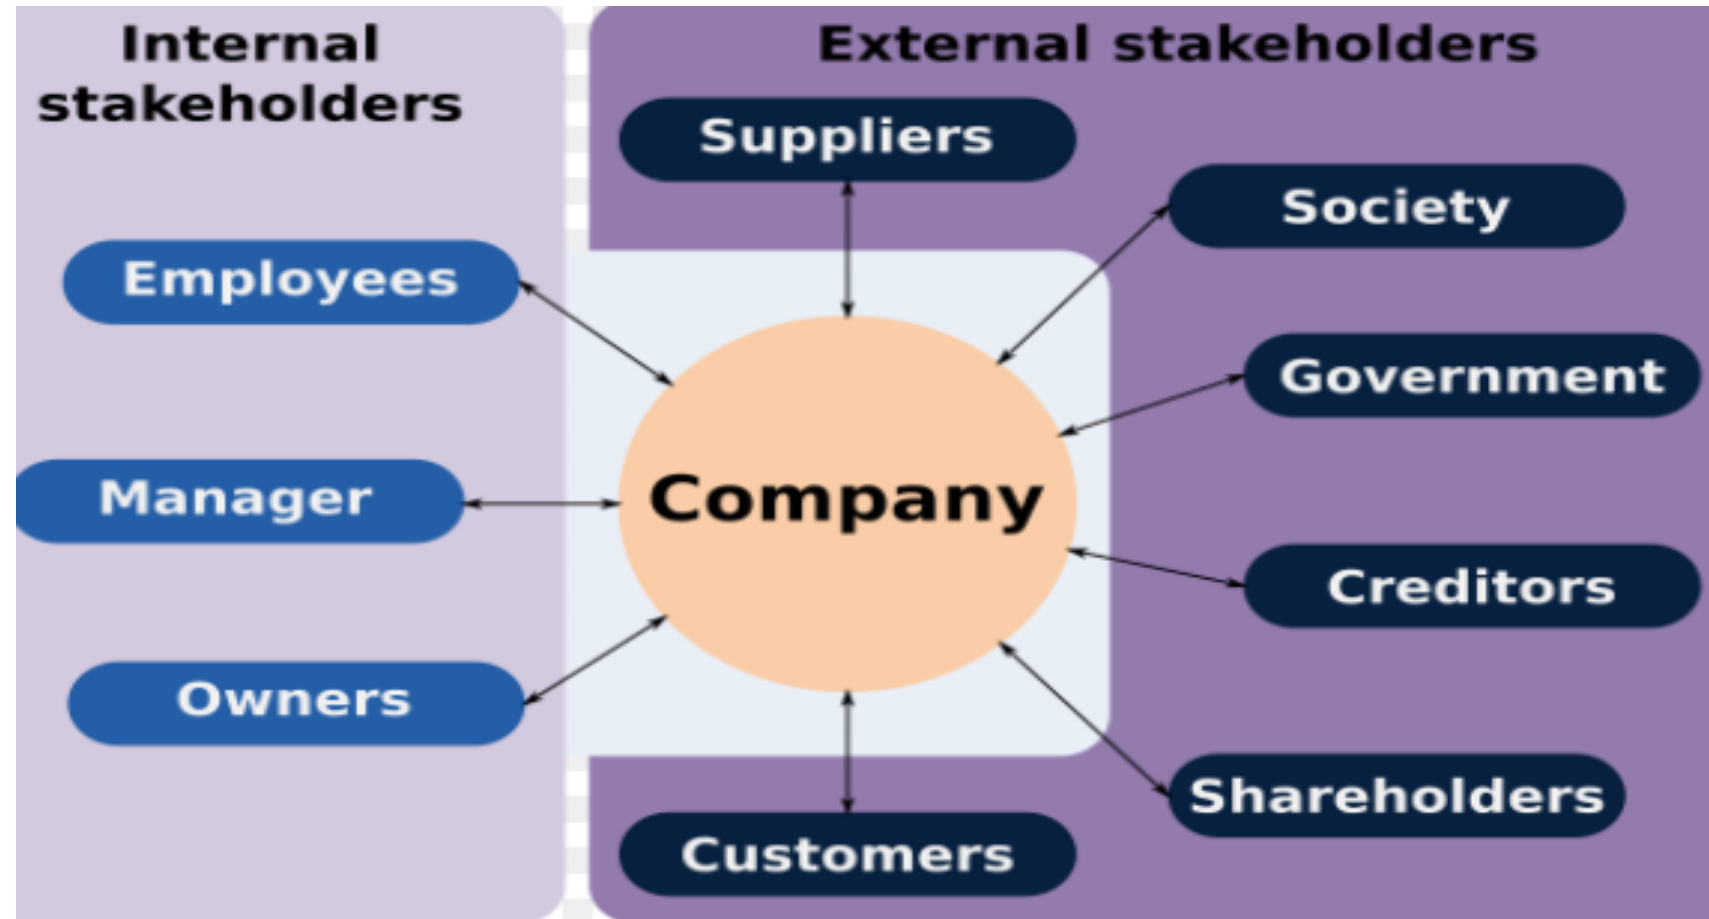 Internal
stakeholders
External stakeholders
Suppliers
Society
Employees
Government
Manager
Company
Creditors
Owners
Shareholders
Customers